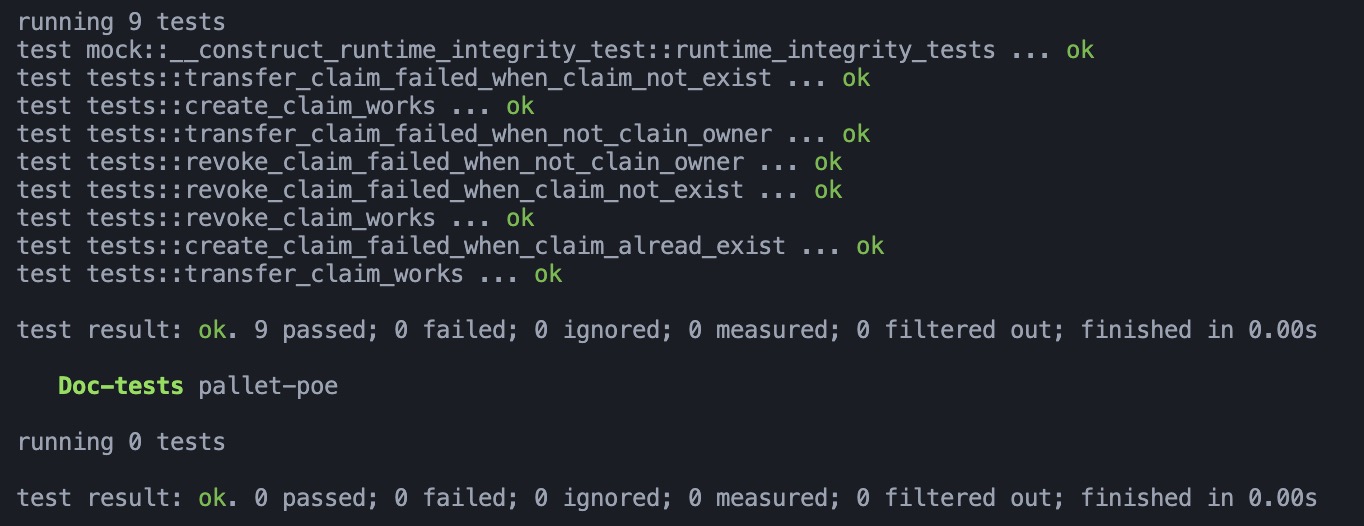 running 9 tests
test mock::__construct_runtime_integrity_test::runtime_integrity_tests ... ok
test tests::transfer_claim_failed_when_claim_not_exist ... ok
test tests::create_claim_works ... ok
test tests::transfer_claim_failed_when_not_clain_owner ... ok
test tests::revoke_claim_failed_when_not_clain_owner ... ok
test tests::revoke_claim_failed_when_claim_not_exist ... ok
test tests::revoke_claim_works ... ok
test tests::create_claim_failed_when_claim_alread_exist ... ok
test tests::transfer_claim_works ... ok
test result: ok. 9 passed; 0 failed; 0 ignored; 0 measured; 0 filtered out; finished in 0.00s
Doc-tests pallet-poe
running 0 tests
test result: ok. 0 passed; 0 failed; 0 ignored; 0 measured; 0 filtered out; finished in 0.00s